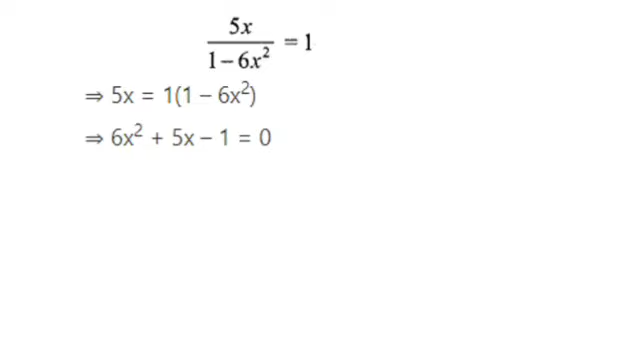 5x / (1 – 6x²) = 1
⇒ 5x = 1(1 – 6x²)
⇒ 6x² + 5x – 1 = 0